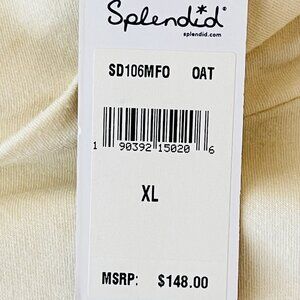 Splendid
splendid.com
SD106MFO OAT
1 90392 15020 6
XL
MSRP: $148.00